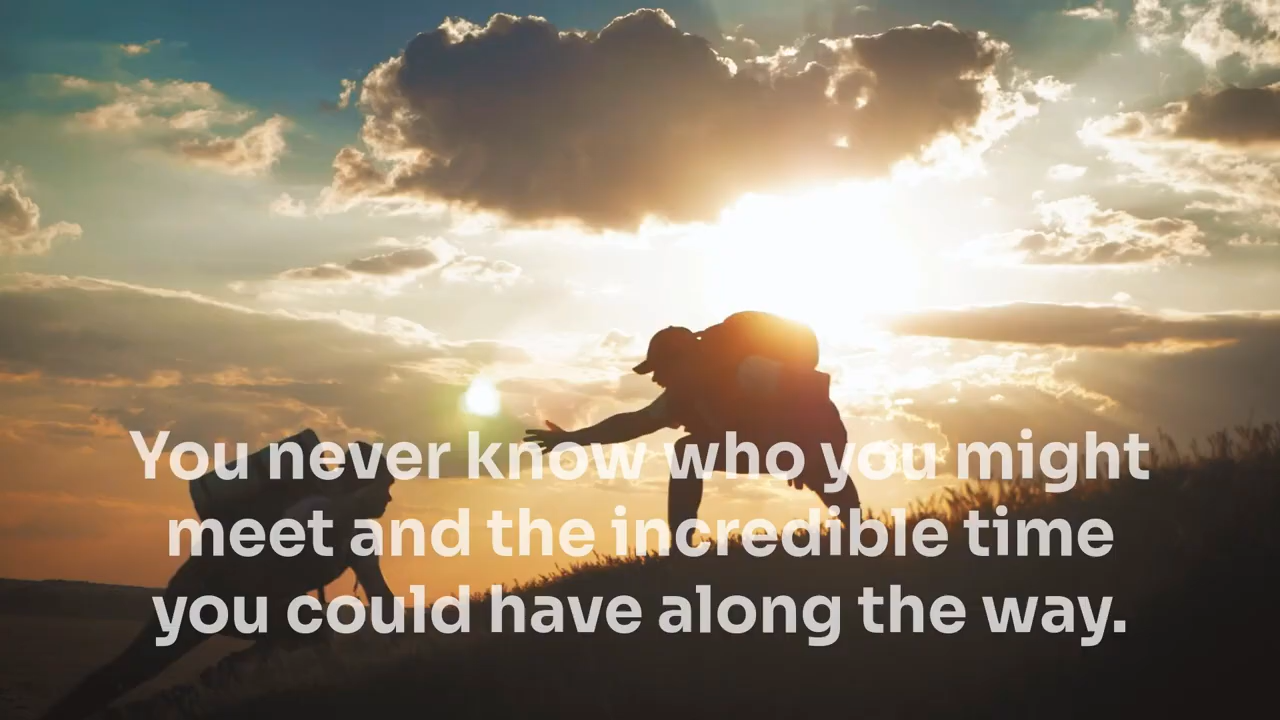 You never know who you might
meet and the incredible time
you could have along the way.